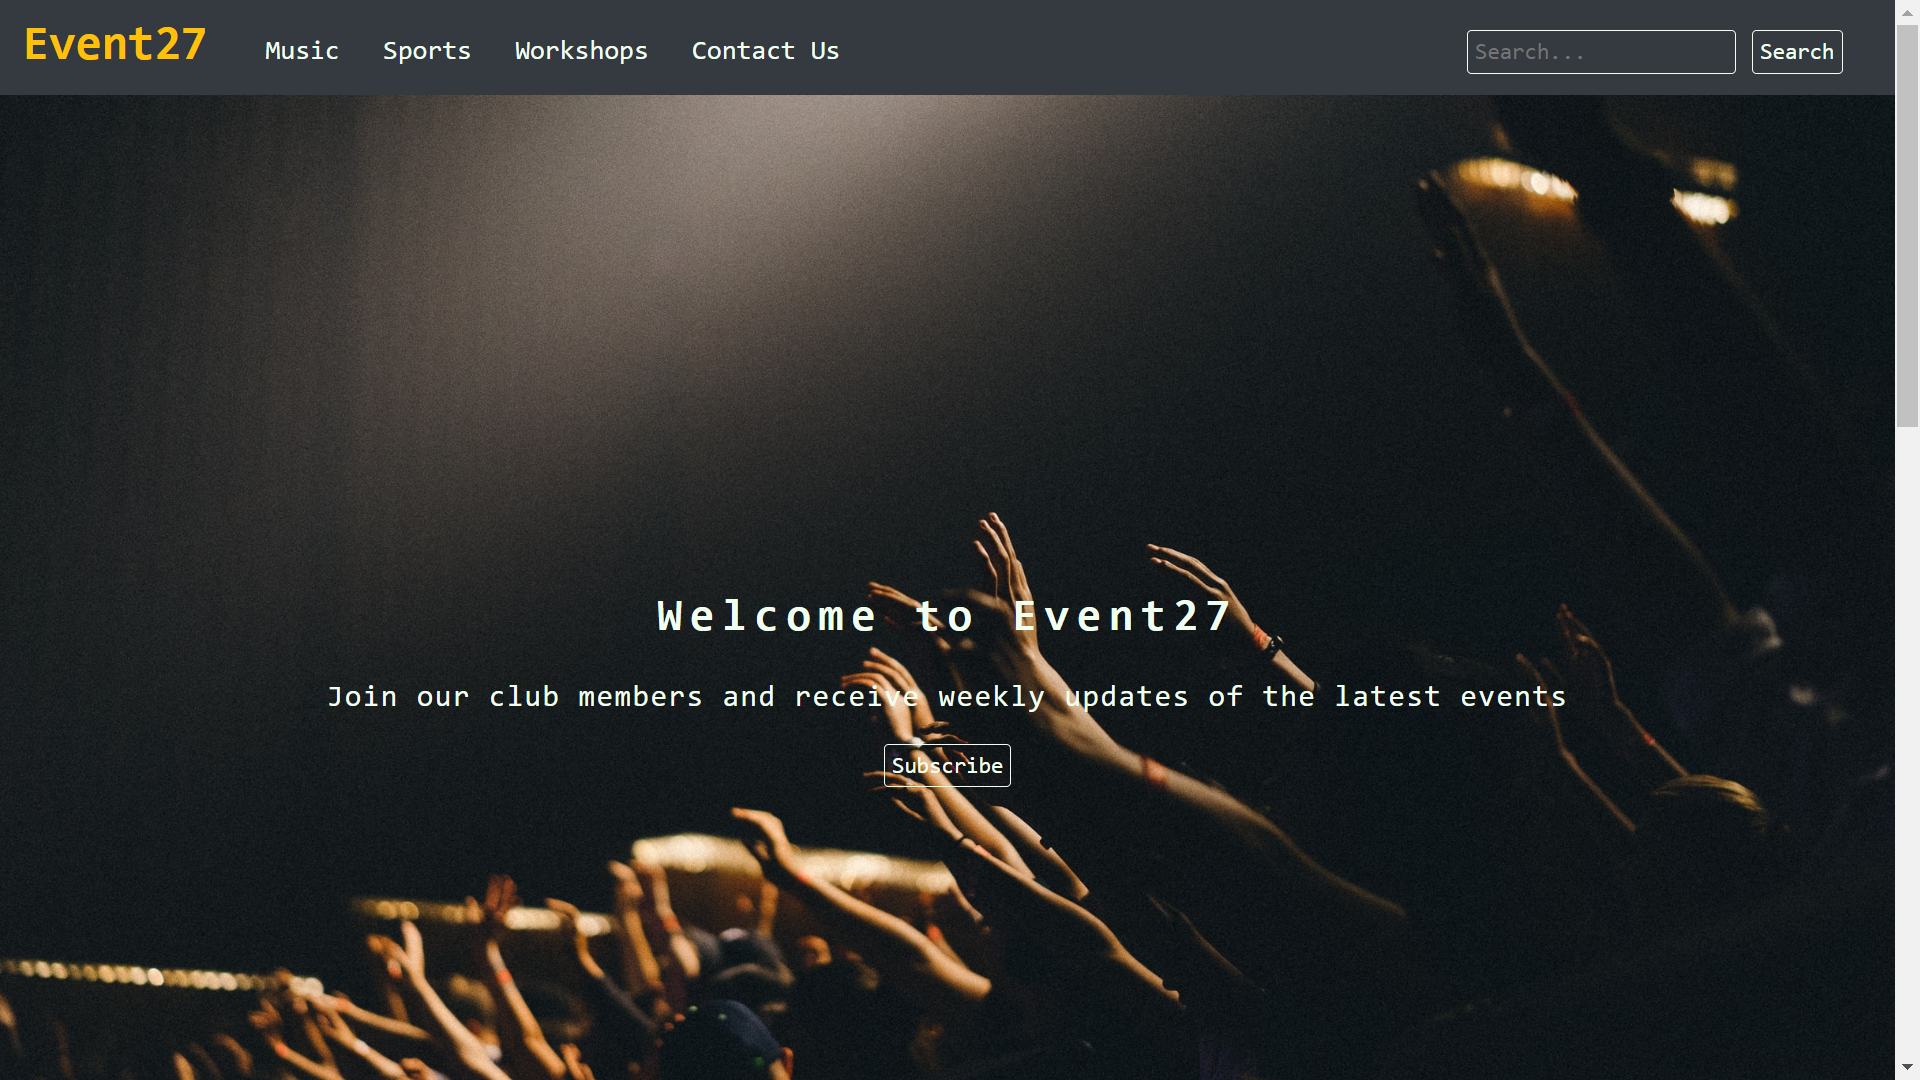 Event27
Music Sports Workshops Contact Us
Search... Search
Welcome to Event27
Join our club members and receive weekly updates of the latest events
Subscribe